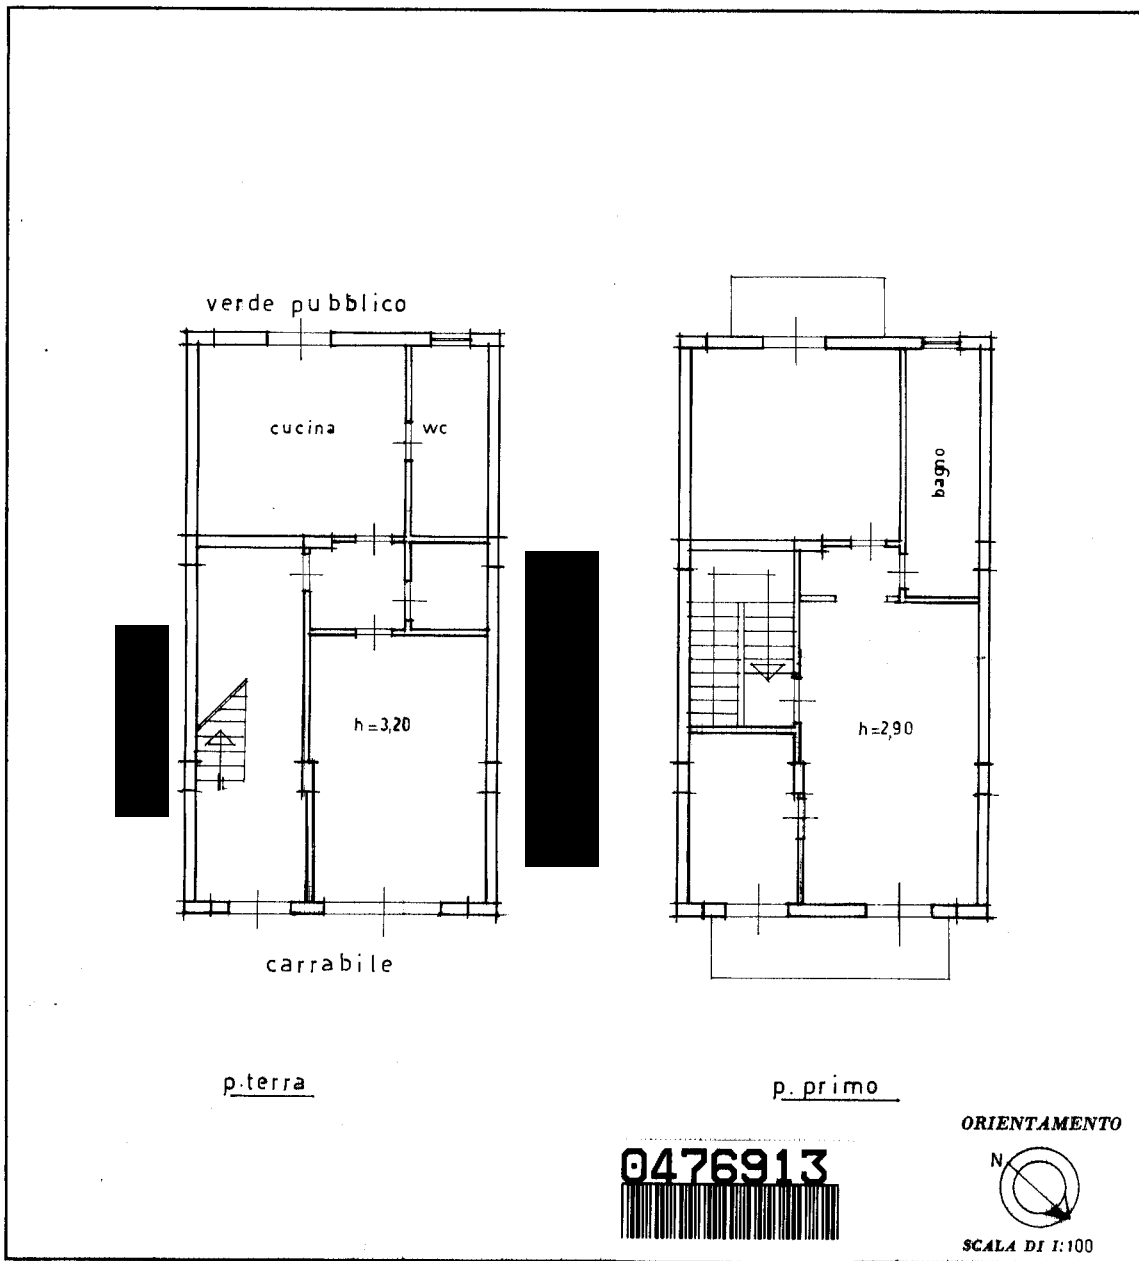 verde pubblico
cucina
wc
h=3,20
carrabile
p.terra
bagno
h=2,90
p. primo
0476913
ORIENTAMENTO
N
SCALA DI 1:100